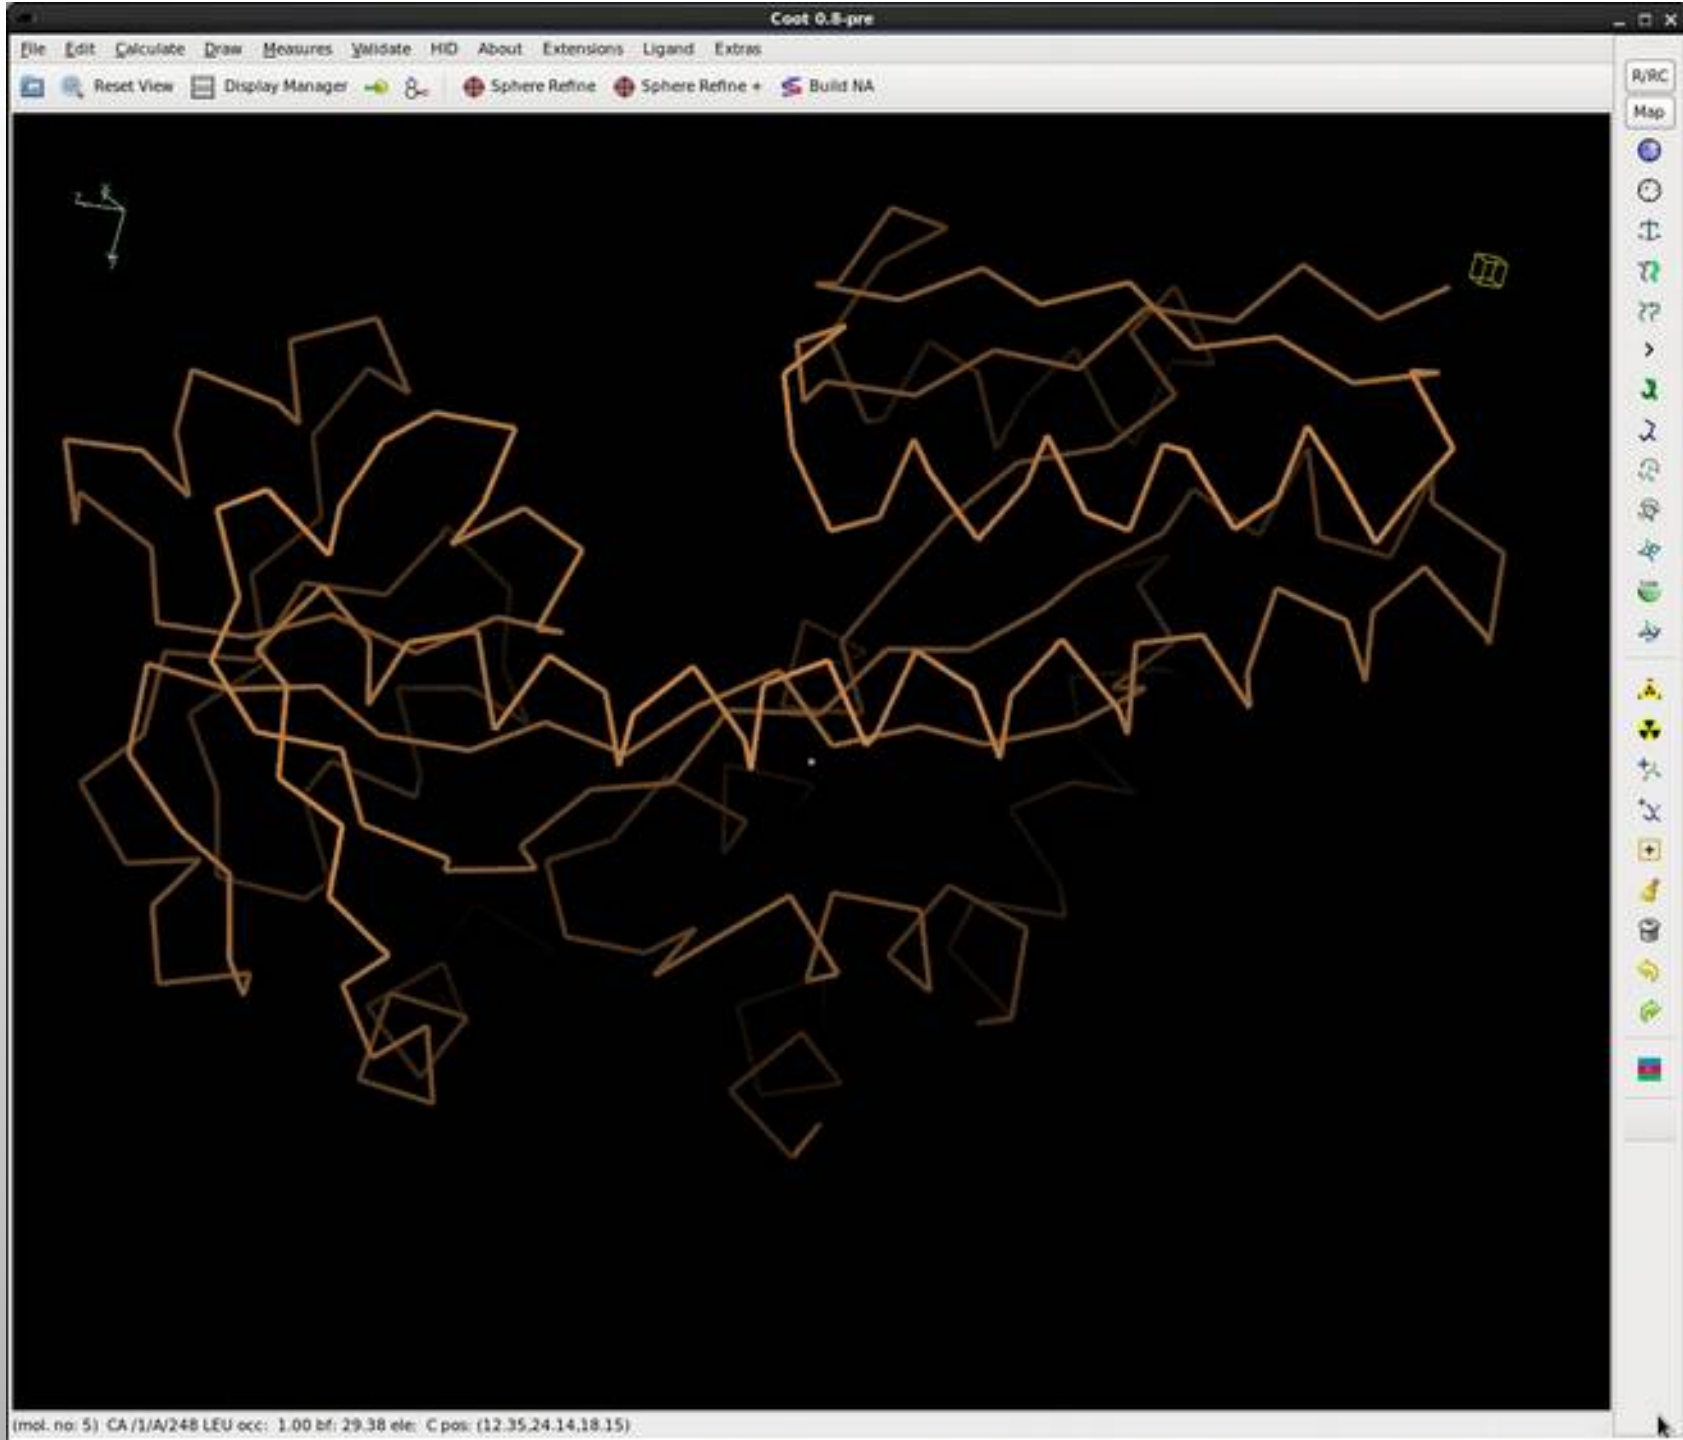 Coot 0.8-pre
File Edit Calculate Draw Measures Validate HID About Extensions Ligand Extras
Reset View Display Manager Sphere Refine Sphere Refine + Build NA
R/RC
Map
(mol. no: 5) CA /1/A/248 LEU occ: 1.00 bf: 29.38 ele: C pos: (12.35,24.14,18.15)